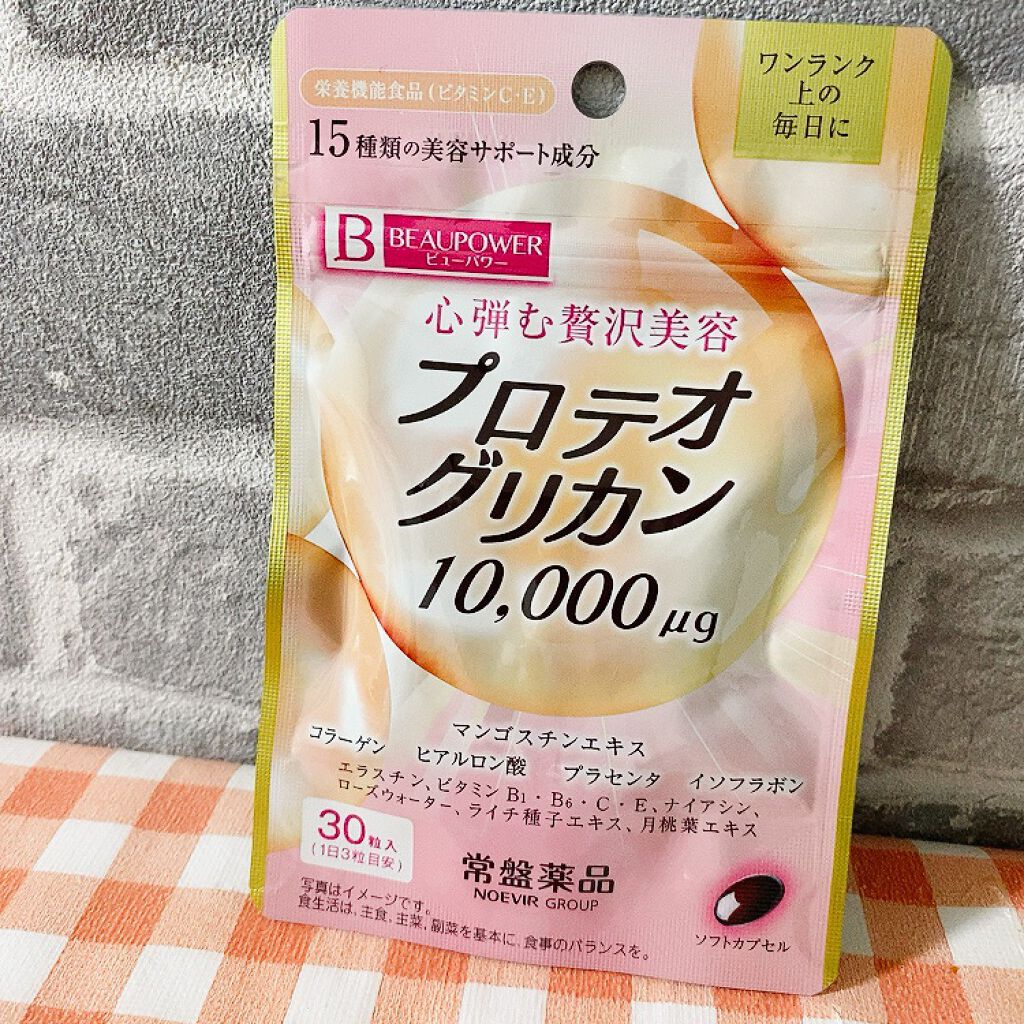 栄養機能食品(ビタミンC・E)
15種類の美容サポート成分
ワンランク
上の
毎日に
B BEAUPOWER
ビューパワー
心弾む贅沢美容
プロテオ
グリカン
10,000μg
マンゴスチンエキス
コラーゲン ヒアルロン酸 プラセンタ イソフラボン
エラスチン、ビタミンB1・B6・C・E、ナイアシン、
ローズウォーター、ライチ種子エキス、月桃葉エキス
30粒入
(1日3粒目安)
常盤薬品
NOEVIR GROUP
ソフトカプセル
写真はイメージです。
食生活は、主食、主菜、副菜を基本に、食事のバランスを。